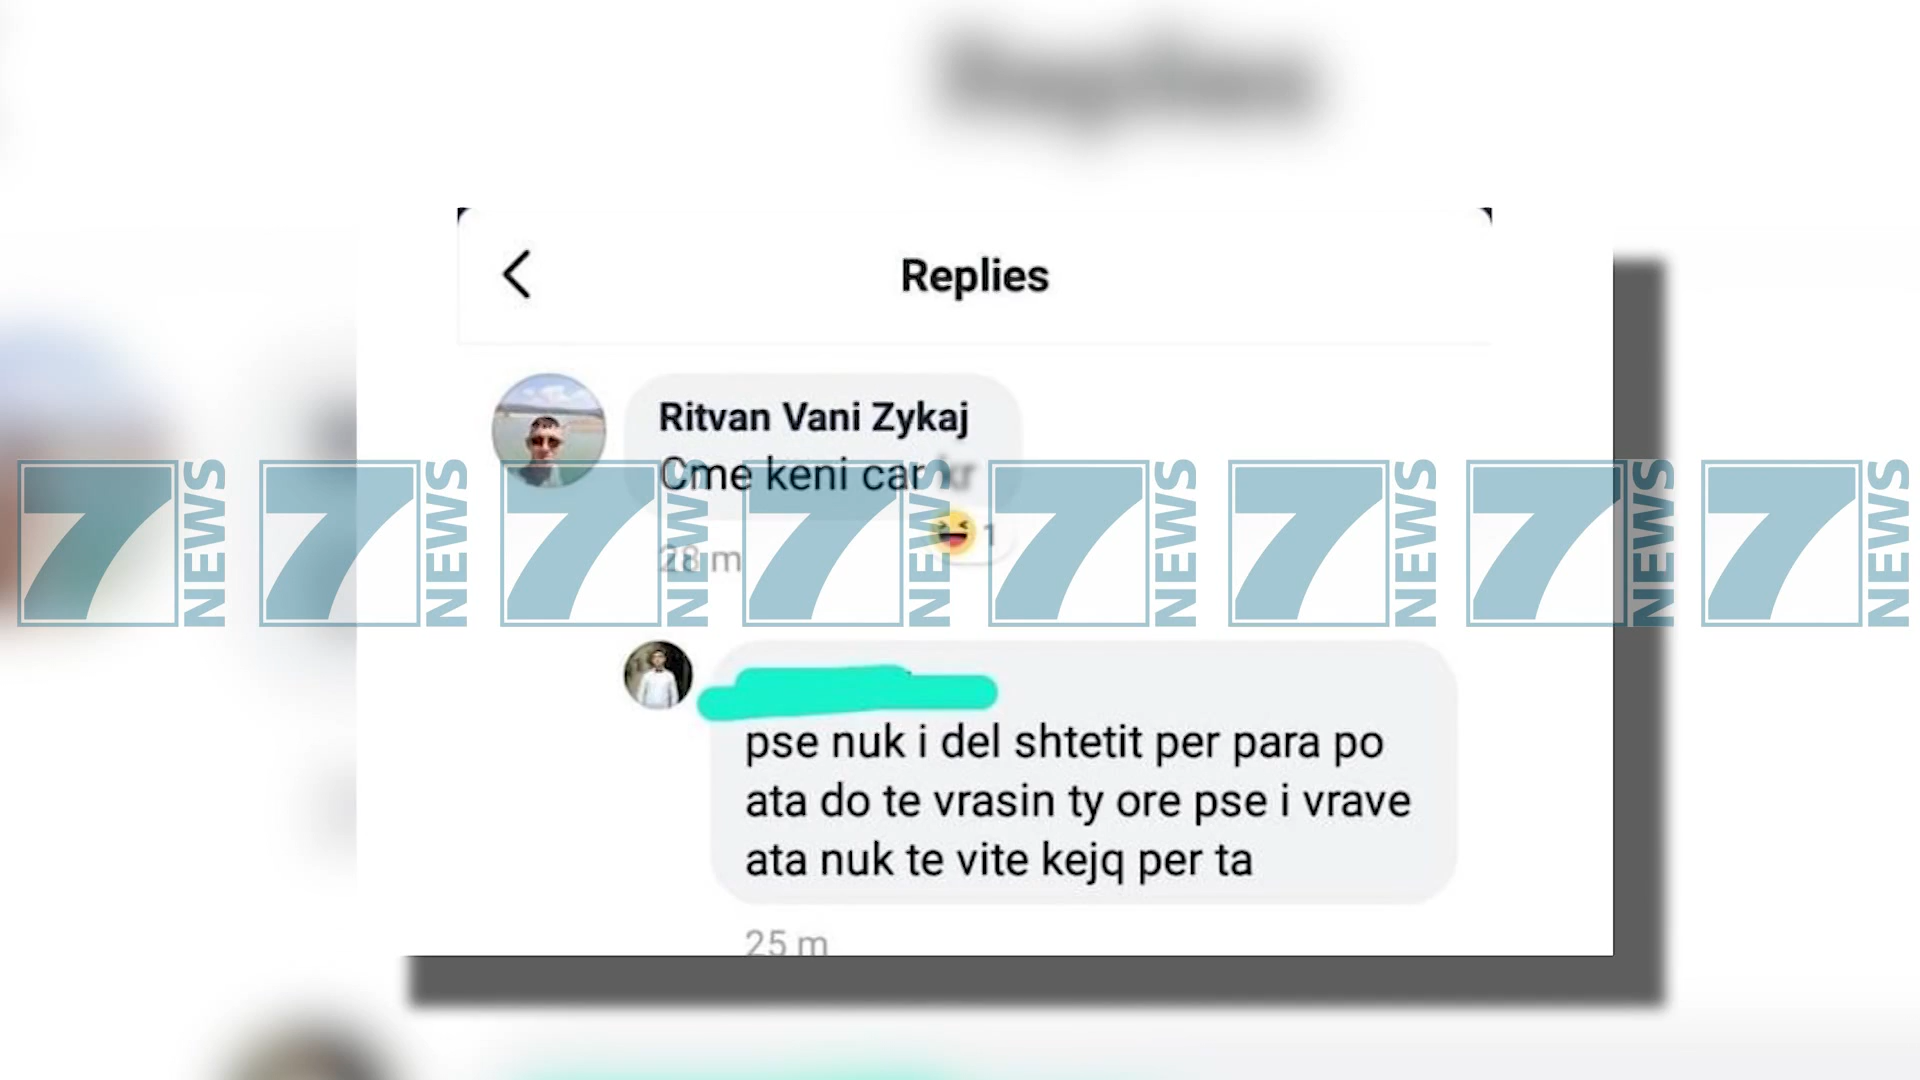 Replies
Ritvan Vani Zykaj
Cme keni car
1
28 m
7 NEWS 7 NEWS 7 NEWS 7 NEWS 7 NEWS 7 NEWS 7 NEWS 7 NEWS
pse nuk i del shtetit per para po
ata do te vrasin ty ore pse i vrave
ata nuk te vite kejq per ta
25 m